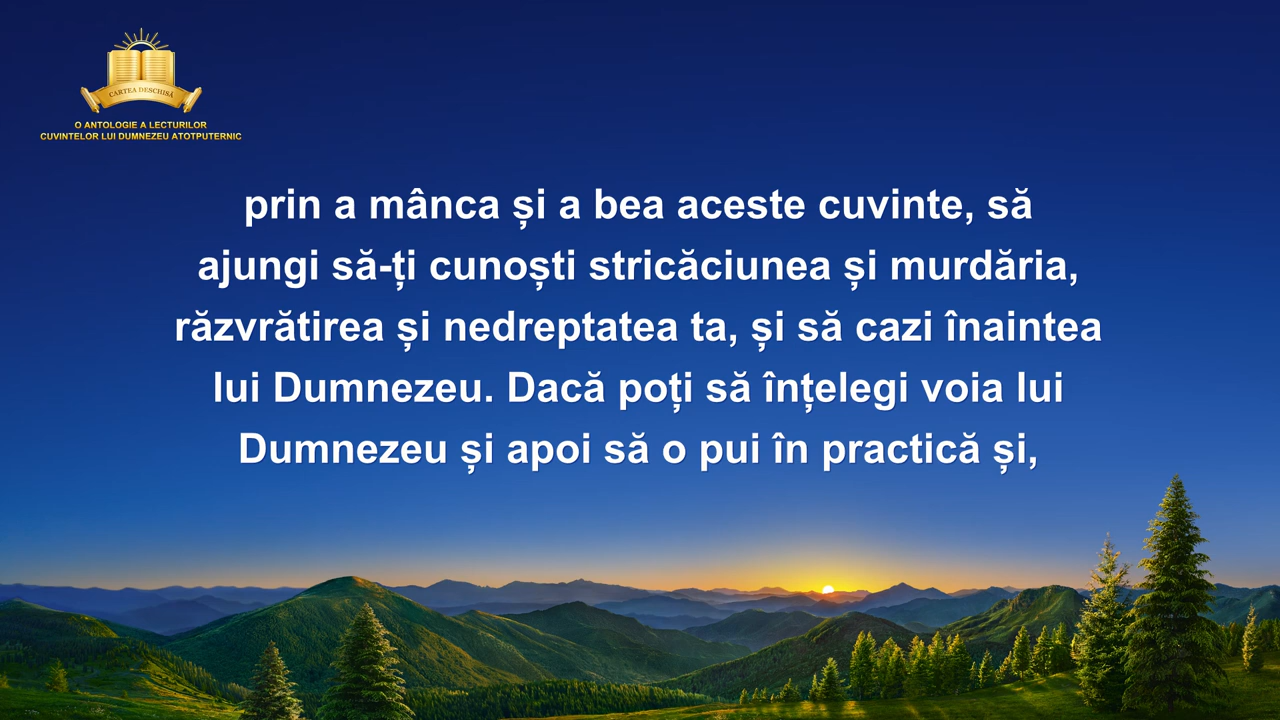 CARTEA DESCHISĂ
O ANTOLOGIE A LECTURILOR
CUVINTELOR LUI DUMNEZEU ATOTPUTERNIC
prin a mânca și a bea aceste cuvinte, să
ajungi să-ți cunoști stricăciunea și murdăria,
răzvrătirea și nedreptatea ta, și să cazi înaintea
lui Dumnezeu. Dacă poți să înțelegi voia lui
Dumnezeu și apoi să o pui în practică și,